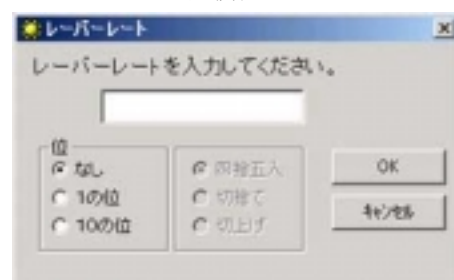 レーバーレート
レーバーレートを入力してください。
位
なし
1の位
10の位
四捨五入
切捨て
切上げ
OK
キャンセル